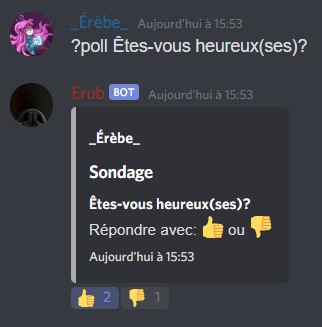 _Érèbe_ Aujourd'hui à 15:53
?poll Êtes-vous heureux(ses)?
Erub BOT Aujourd'hui à 15:53
_Érèbe_
Sondage
Êtes-vous heureux(ses)?
Répondre avec: 👍 ou 👎
Aujourd'hui à 15:53
👍 2 👎 1